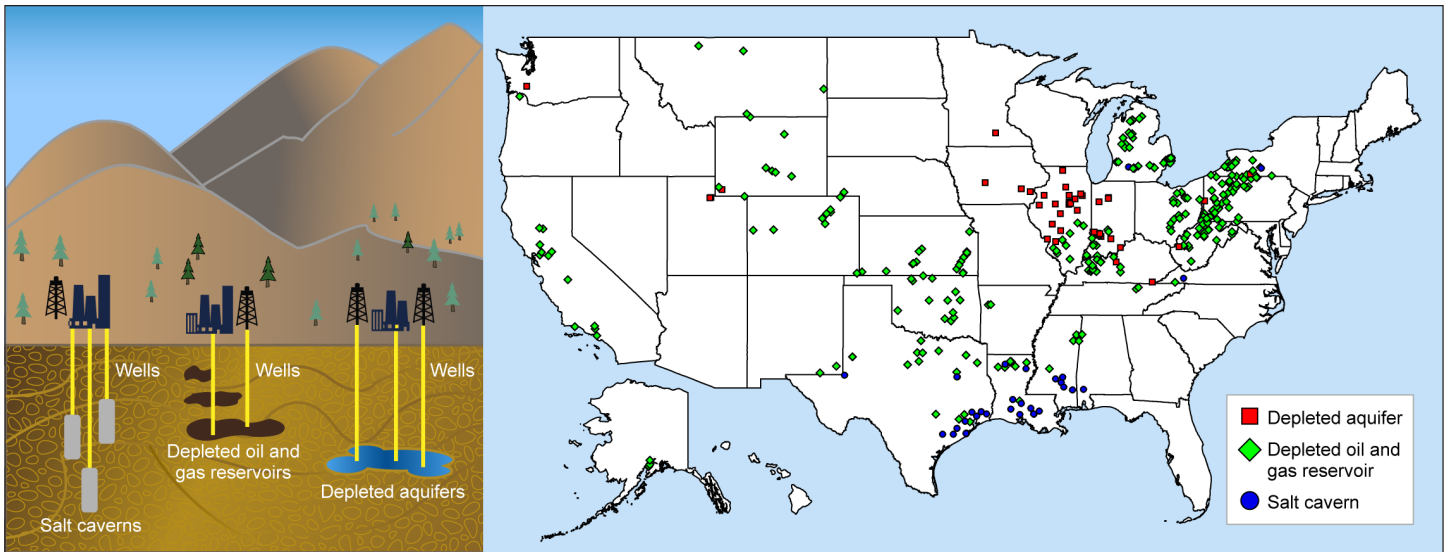 Wells
Wells
Wells
Depleted oil and
gas reservoirs
Depleted aquifers
Salt caverns
Depleted aquifer
Depleted oil and
gas reservoir
Salt cavern